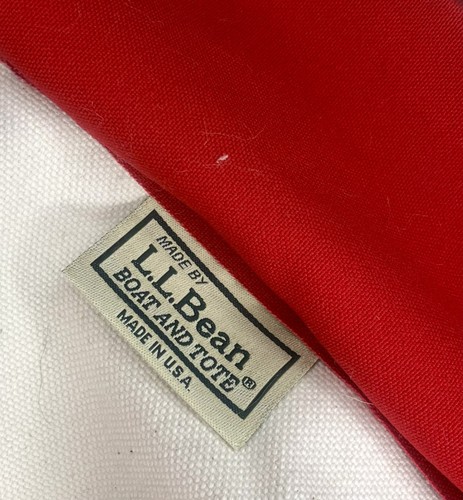 MADE BY
L.L.Bean
BOAT AND TOTE®
MADE IN U.S.A.